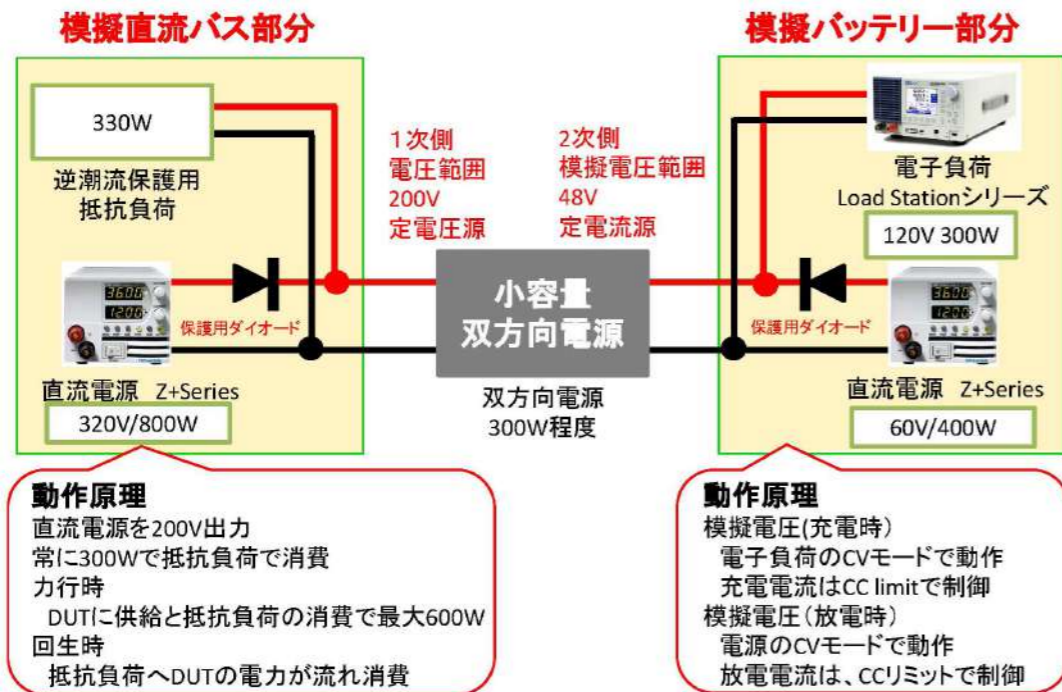 模擬直流バス部分
330W
逆潮流保護用
抵抗負荷
保護用ダイオード
直流電源 Z+Series
320V/800W
1次側
電圧範囲
200V
定電圧源
2次側
模擬電圧範囲
48V
定電流源
小容量
双方向電源
双方向電源
300W程度
模擬バッテリー部分
電子負荷
Load Stationシリーズ
120V 300W
保護用ダイオード
直流電源 Z+Series
60V/400W
動作原理
直流電源を200V出力
常に300Wで抵抗負荷で消費
力行時
DUTに供給と抵抗負荷の消費で最大600W
回生時
抵抗負荷へDUTの電力が流れ消費
動作原理
模擬電圧(充電時)
電子負荷のCVモードで動作
充電電流はCC limitで制御
模擬電圧(放電時)
電源のCVモードで動作
放電電流は、CCリミットで制御